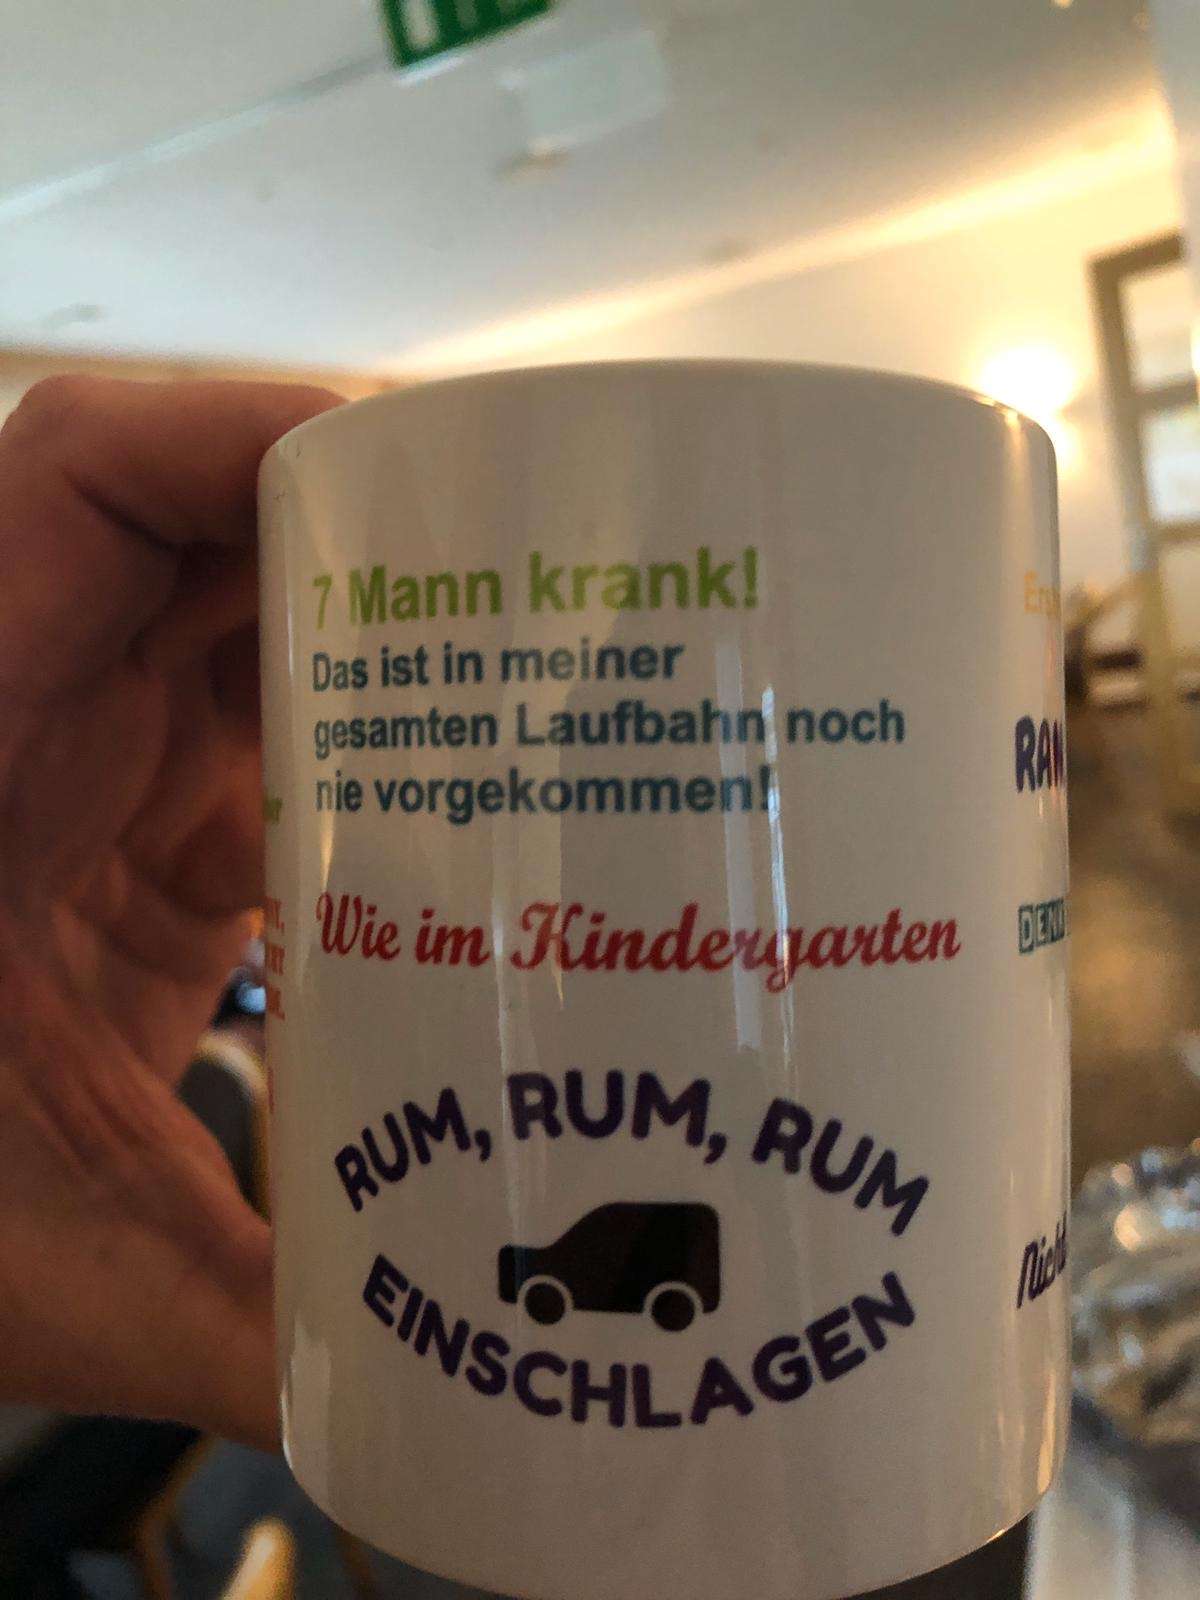 7 Mann krank!
Das ist in meiner
gesamten Laufbahn noch
nie vorgekommen!
Wie im Kindergarten
RUM, RUM, RUM
EINSCHLAGEN